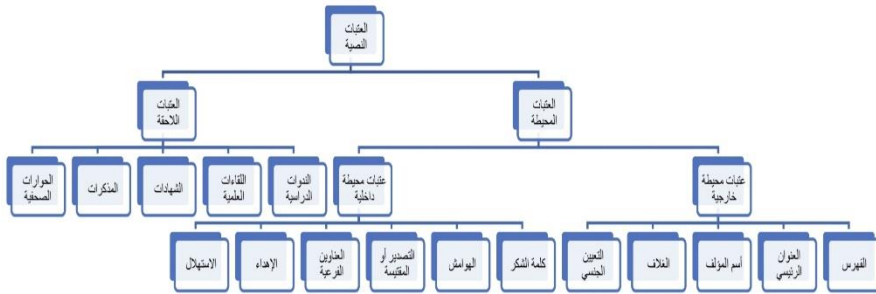 العتبات
النصية
العتبات
المحيطة
العتبات
اللاحقة
عتبات محيطة
خارجية
عتبات محيطة
داخلية
الندوات
الدراسية
اللقاءات
العلمية
الشهادات
المذكرات
الحوارات
الصحفية
الفهرس
العنوان
الرئيسي
أسم المؤلف
الغلاف
التعيين
الجنسي
كلمة الشكر
الهوامش
التصدير أو
المقتبسة
العناوين
الفرعية
الإهداء
الاستهلال